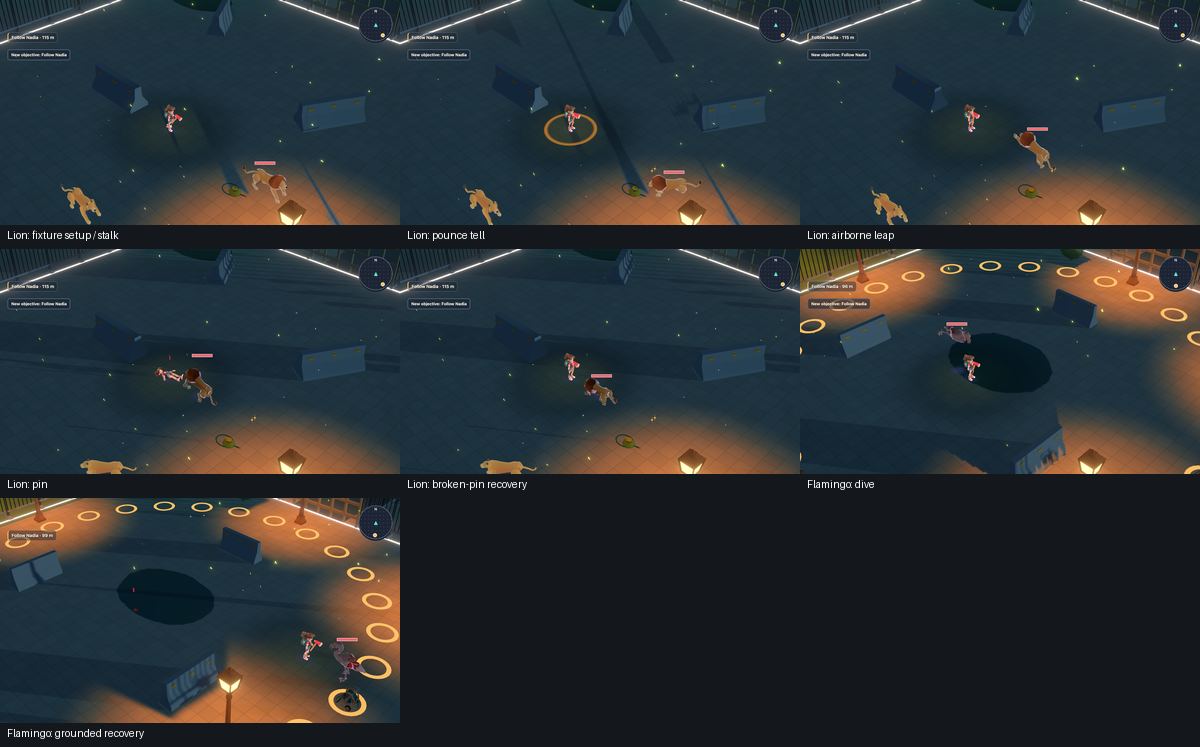 Follow Nadia · 115 m
New objective: Follow Nadia
Lion: fixture setup / stalk
Follow Nadia · 115 m
New objective: Follow Nadia
Lion: pounce tell
Follow Nadia · 115 m
New objective: Follow Nadia
Lion: airborne leap
Follow Nadia · 115 m
New objective: Follow Nadia
Lion: pin
Follow Nadia · 115 m
New objective: Follow Nadia
Lion: broken-pin recovery
Follow Nadia · 96 m
New objective: Follow Nadia
Flamingo: dive
Follow Nadia · 99 m
Flamingo: grounded recovery